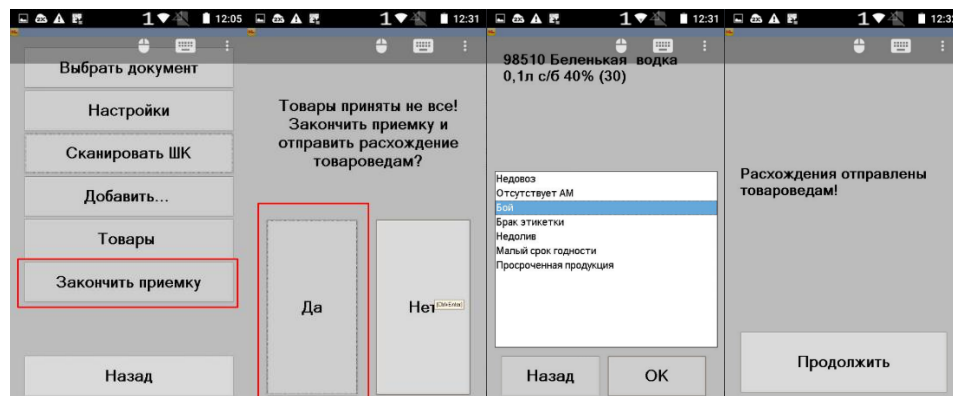 12:05
Выбрать документ
Настройки
Сканировать ШК
Добавить...
Товары
Закончить приемку
Назад
12:31
Товары приняты не все!
Закончить приемку и
отправить расхождение
товароведам?
Да
Нет
12:31
98510 Беленькая водка
0,1л с/б 40% (30)
Недовоз
Отсутствует АМ
Бой
Брак этикетки
Недолив
Малый срок годности
Просроченная продукция
Назад
OK
Расхождения отправлены
товароведам!
Продолжить